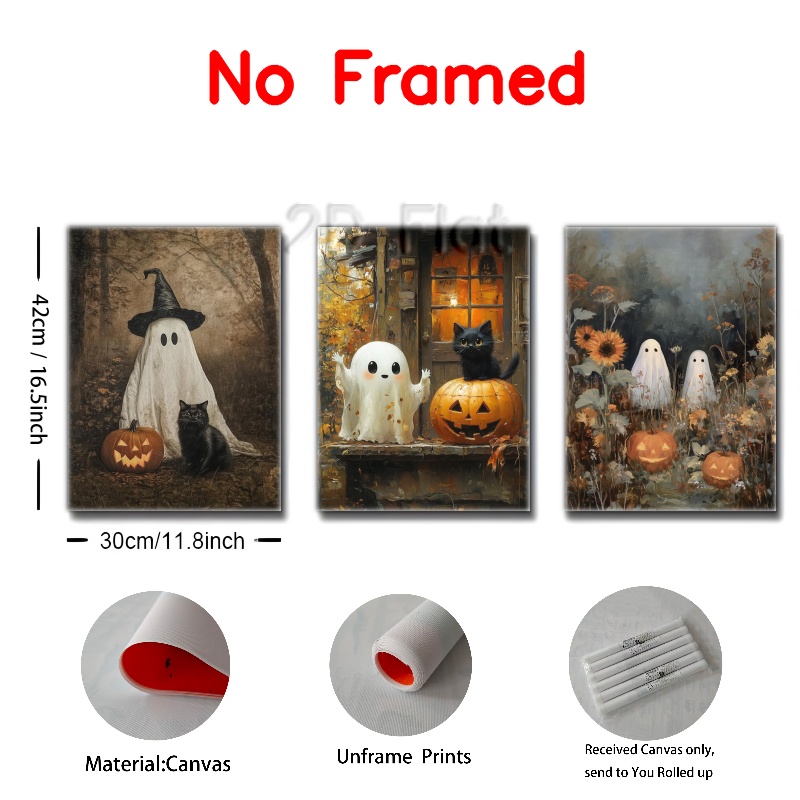 No Framed
2D Flat
42cm / 16.5inch
30cm/11.8inch
Material:Canvas
Unframe Prints
Received Canvas only,
send to You Rolled up